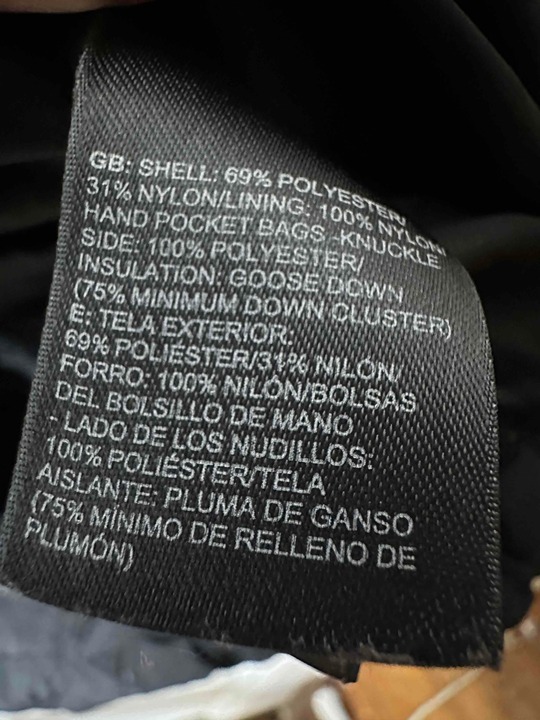 GB: SHELL: 69% POLYESTER/
31% NYLON/LINING: 100% NYLON/
HAND POCKET BAGS -KNUCKLE
SIDE: 100% POLYESTER/
INSULATION: GOOSE DOWN
(75% MINIMUM DOWN CLUSTER)
E: TELA EXTERIOR:
69% POLIÉSTER/31% NILÓN/
FORRO: 100% NILÓN/BOLSAS
DEL BOLSILLO DE MANO
- LADO DE LOS NUDILLOS:
100% POLIÉSTER/TELA
AISLANTE: PLUMA DE GANSO
(75% MÍNIMO DE RELLENO DE
PLUMÓN)